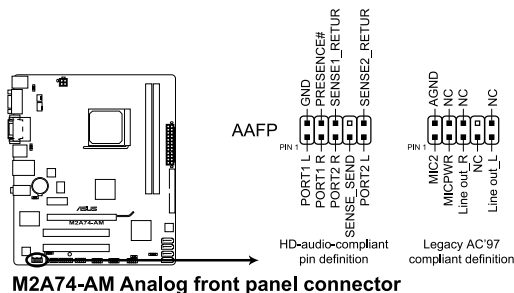 GND
PRESENCE#
SENSE1_RETUR
SENSE2_RETUR
AGND
NC
NC
NC
AAFP
PIN 1
PIN 1
PORT1 L
PORT1 R
PORT2 R
SENSE_SEND
PORT2 L
MIC2
MICPWR
Line out_R
NC
Line out_L
ASUS
M2A74-AM
HD-audio-compliant
pin definition
Legacy AC'97
compliant definition
M2A74-AM Analog front panel connector